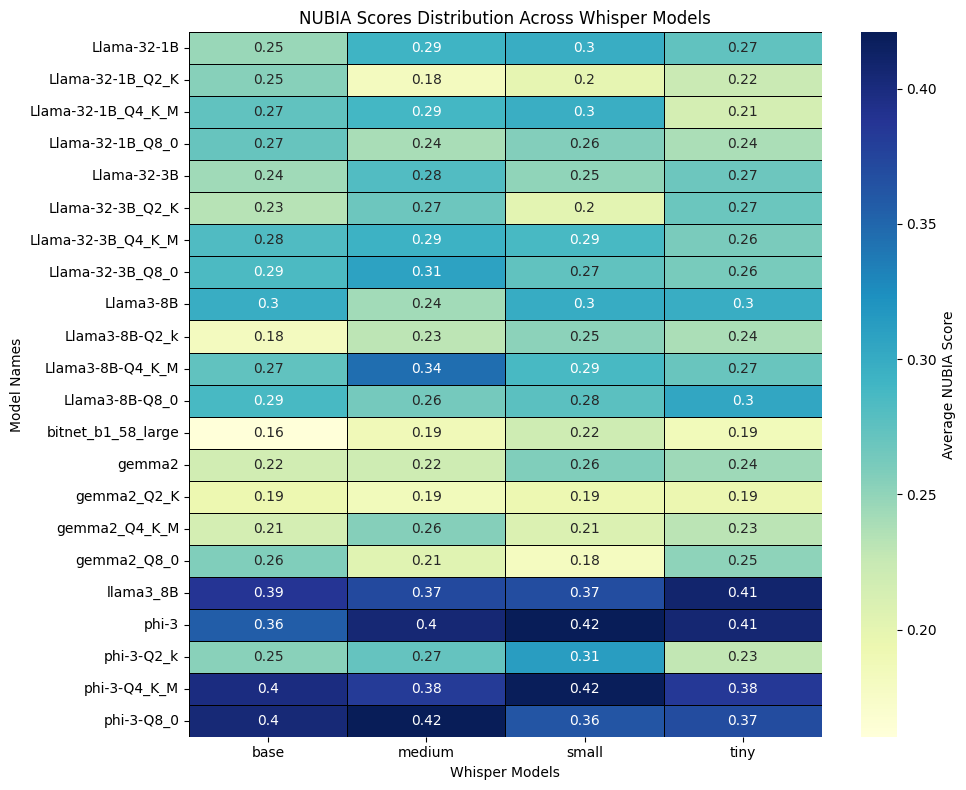 NUBIA Scores Distribution Across Whisper Models
Llama-32-1B 0.25 0.29 0.3 0.27
Llama-32-1B_Q2_K 0.25 0.18 0.2 0.22
Llama-32-1B_Q4_K_M 0.27 0.29 0.3 0.21
Llama-32-1B_Q8_0 0.27 0.24 0.26 0.24
Llama-32-3B 0.24 0.28 0.25 0.27
Llama-32-3B_Q2_K 0.23 0.27 0.2 0.27
Llama-32-3B_Q4_K_M 0.28 0.29 0.29 0.26
Llama-32-3B_Q8_0 0.29 0.31 0.27 0.26
Llama3-8B 0.3 0.24 0.3 0.3
Llama3-8B-Q2_k 0.18 0.23 0.25 0.24
Llama3-8B-Q4_K_M 0.27 0.34 0.29 0.27
Llama3-8B-Q8_0 0.29 0.26 0.28 0.3
bitnet_b1_58_large 0.16 0.19 0.22 0.19
gemma2 0.22 0.22 0.26 0.24
gemma2_Q2_K 0.19 0.19 0.19 0.19
gemma2_Q4_K_M 0.21 0.26 0.21 0.23
gemma2_Q8_0 0.26 0.21 0.18 0.25
llama3_8B 0.39 0.37 0.37 0.41
phi-3 0.36 0.4 0.42 0.41
phi-3-Q2_k 0.25 0.27 0.31 0.23
phi-3-Q4_K_M 0.4 0.38 0.42 0.38
phi-3-Q8_0 0.4 0.42 0.36 0.37
base medium small tiny
Whisper Models
Model Names
0.40
0.35
0.30
0.25
0.20
Average NUBIA Score